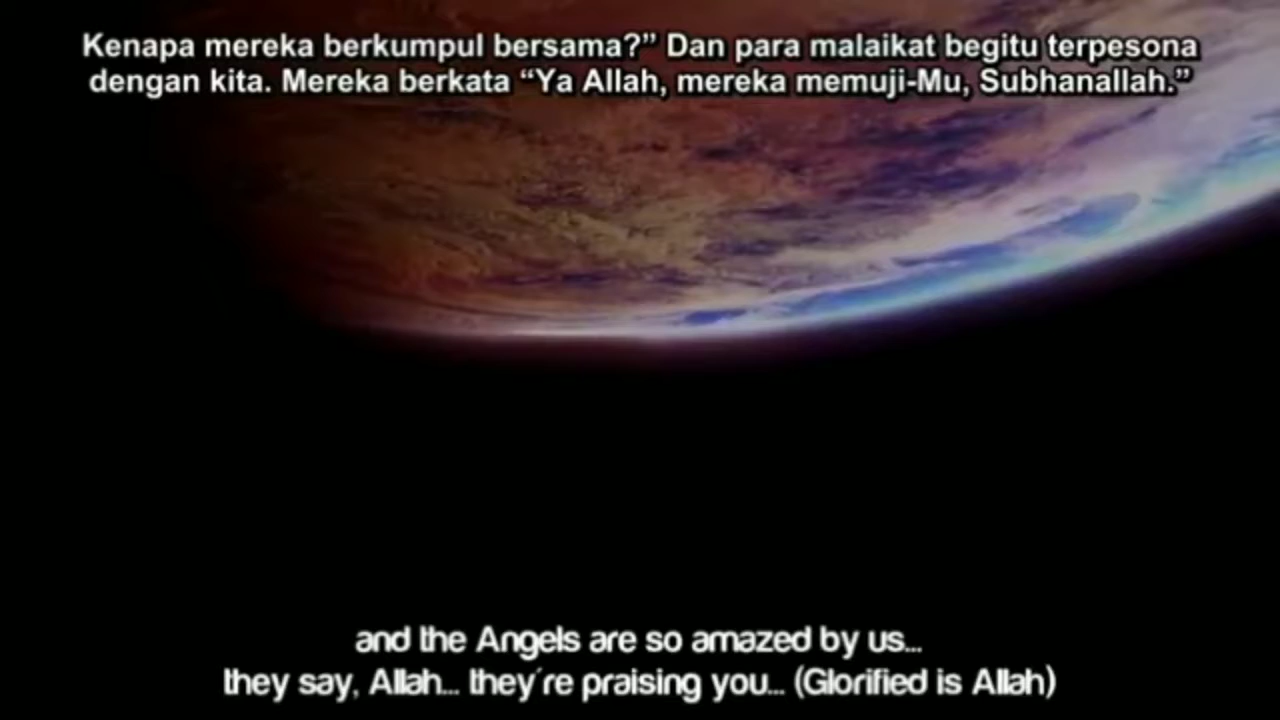 Kenapa mereka berkumpul bersama?” Dan para malaikat begitu terpesona
dengan kita. Mereka berkata “Ya Allah, mereka memuji-Mu, Subhanallah.”
and the Angels are so amazed by us...
they say, Allah... they're praising you... (Glorified is Allah)